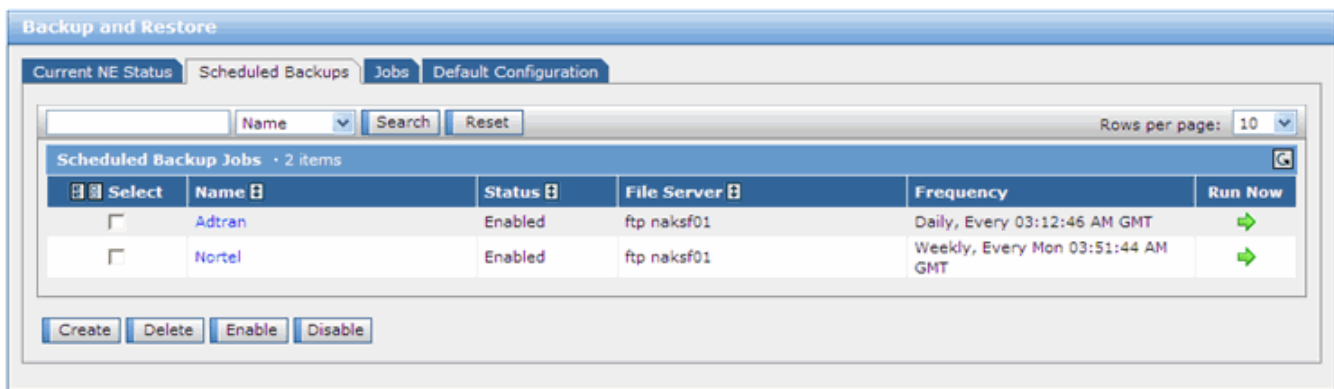 Backup and Restore
Current NE Status Scheduled Backups Jobs Default Configuration
Name Search Reset Rows per page: 10
Scheduled Backup Jobs · 2 items
Select Name Status File Server Frequency Run Now
Adtran Enabled ftp naksf01 Daily, Every 03:12:46 AM GMT
Nortel Enabled ftp naksf01 Weekly, Every Mon 03:51:44 AM
GMT
Create Delete Enable Disable